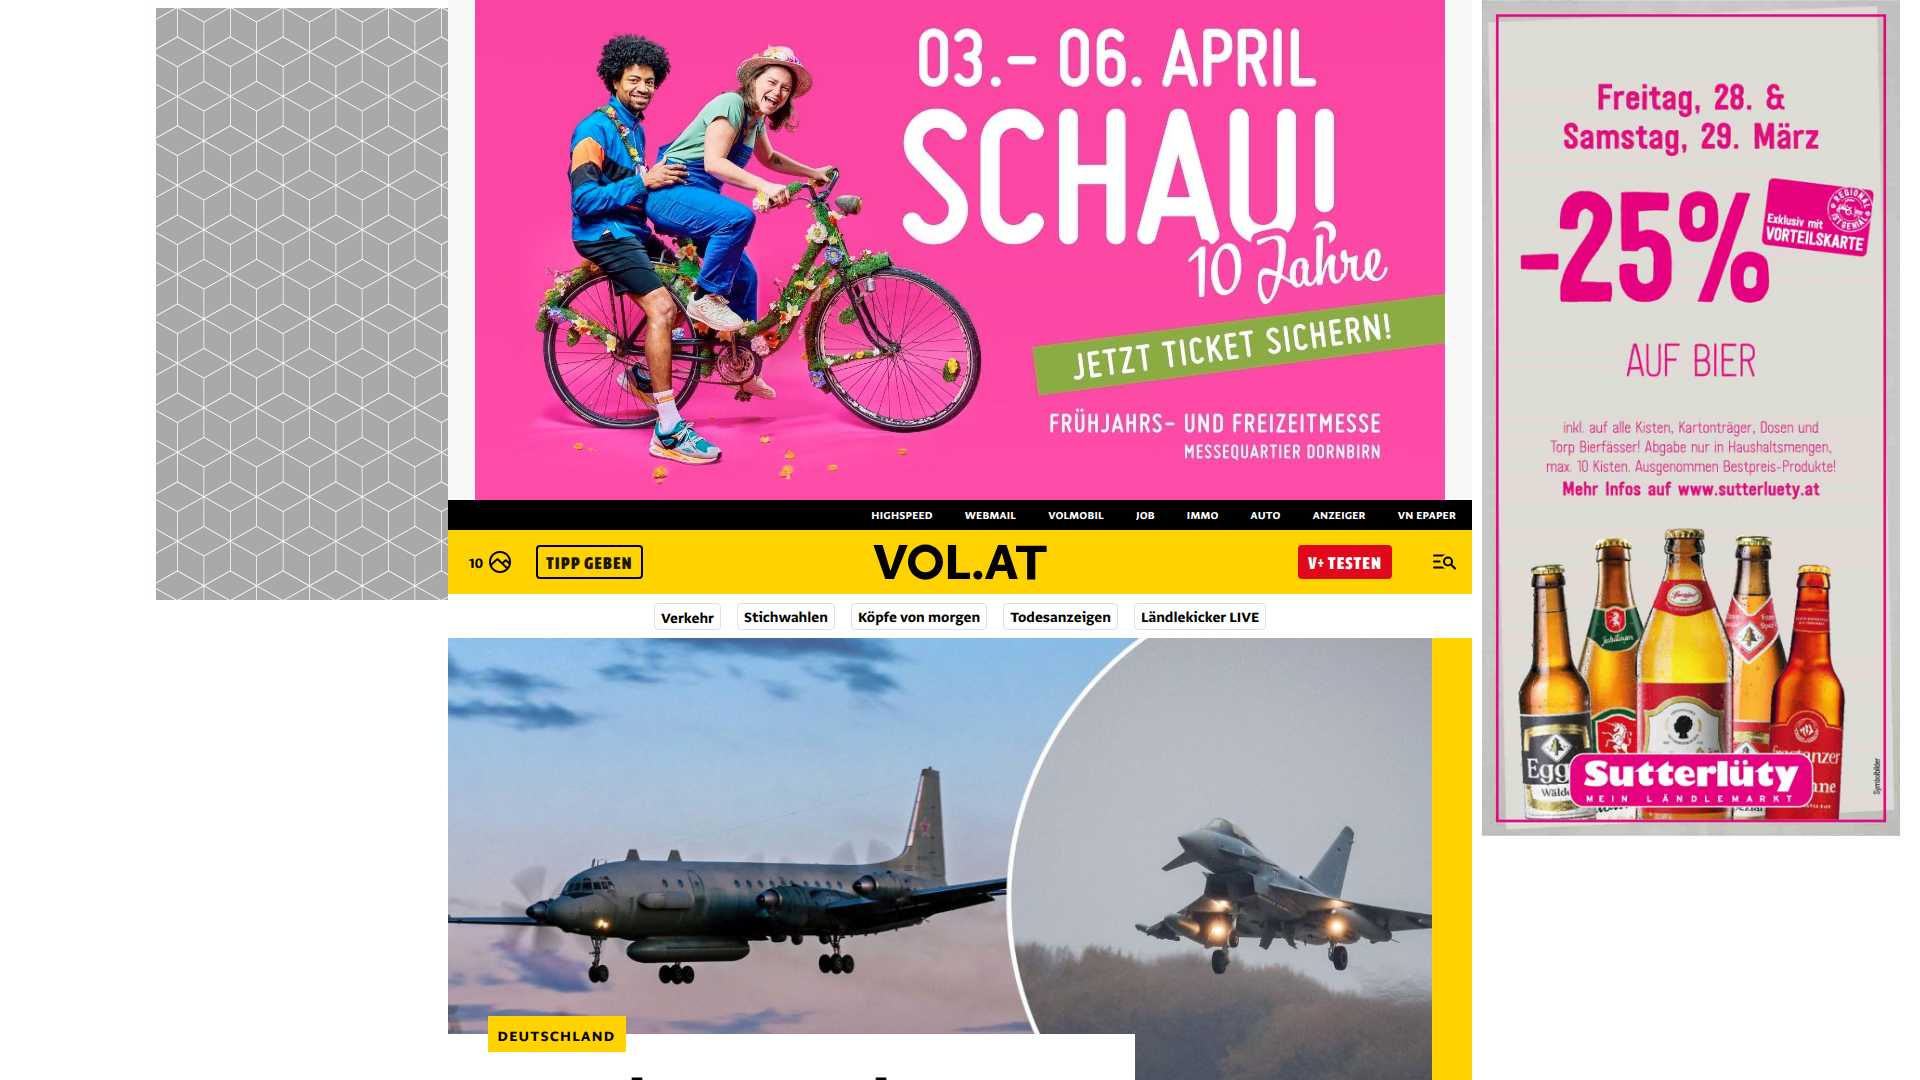 03.– 06. APRIL
SCHAU!
10 Jahre
JETZT TICKET SICHERN!
FRÜHJAHRS- UND FREIZEITMESSE
MESSEQUARTIER DORNBIRN
Freitag, 28. &
Samstag, 29. März
-25%
REGIONAL IST GENIAL
Exklusiv mit
VORTEILSKARTE
AUF BIER
inkl. auf alle Kisten, Kartonträger, Dosen und
Torp Bierfässer! Abgabe nur in Haushaltsmengen,
max. 10 Kisten. Ausgenommen Bestpreis-Produkte!
Mehr Infos auf www.sutterluety.at
Sutterlüty
MEIN LÄNDLEMARKT
Symbolbilder
HIGHSPEED WEBMAIL VOLMOBIL JOB IMMO AUTO ANZEIGER VN EPAPER
10 TIPP GEBEN VOL.AT V+ TESTEN
Verkehr Stichwahlen Köpfe von morgen Todesanzeigen Ländlekicker LIVE
DEUTSCHLAND